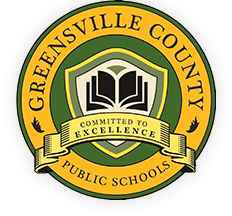 GREENSVILLE COUNTY
COMMITTED TO
EXCELLENCE
PUBLIC SCHOOLS